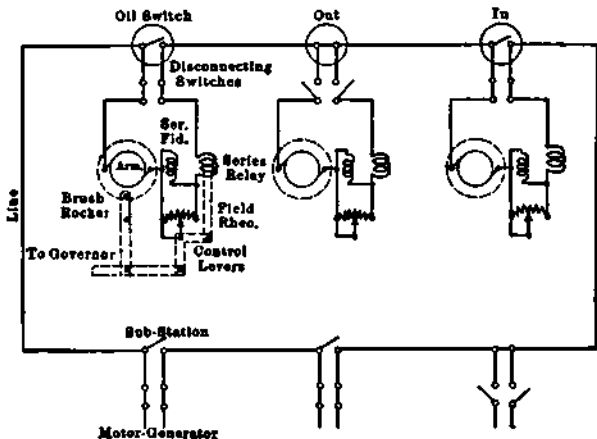 Oil Switch
Out
In
Disconnecting
Switches
Ser.
Fld.
Arm.
Series
Relay
Brush
Rocker
Field
Rheo.
Line
To Governor
Control
Levers
Sub-Station
Motor-Generator